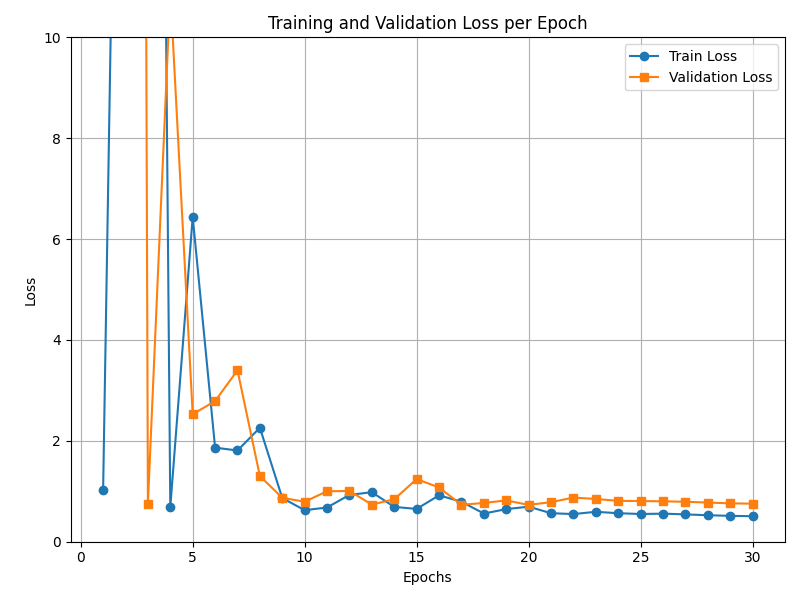 Training and Validation Loss per Epoch
Train Loss
Validation Loss
Loss
10
8
6
4
2
0
0 5 10 15 20 25 30
Epochs